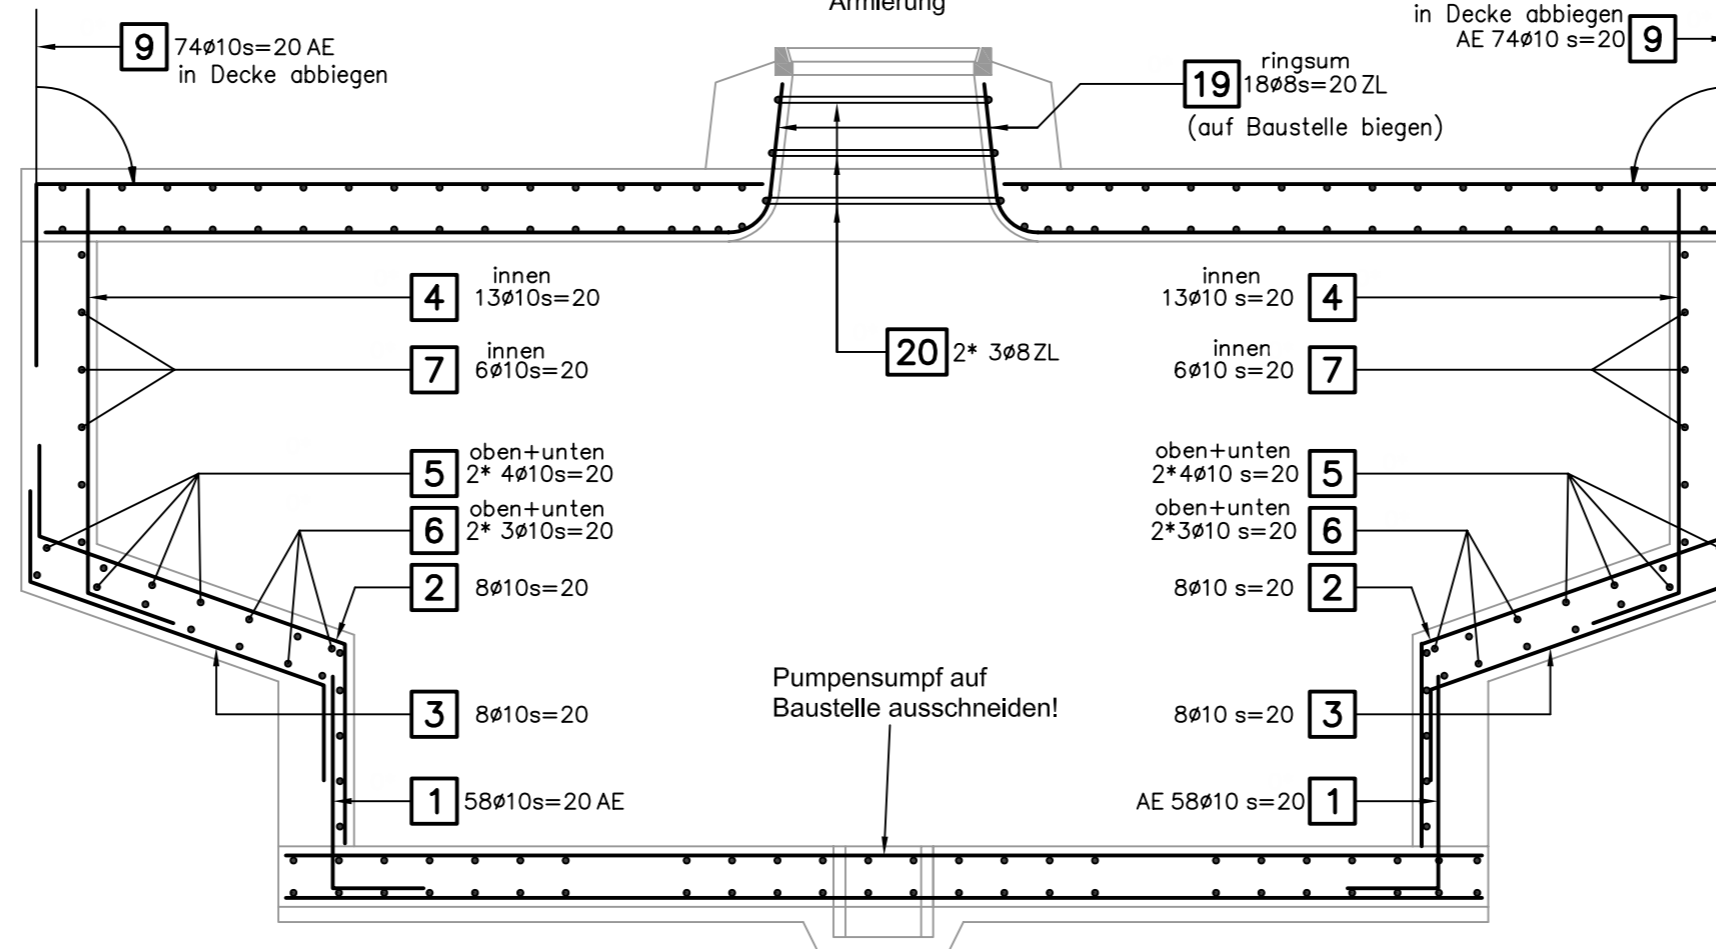 Armierung
9 74ø10s=20 AE
in Decke abbiegen
in Decke abbiegen
AE 74ø10 s=20 9
ringsum
19 18ø8s=20 ZL
(auf Baustelle biegen)
innen
4 13ø10s=20
innen
13ø10 s=20 4
20 2* 3ø8 ZL
innen
7 6ø10s=20
innen
6ø10 s=20 7
oben+unten
5 2* 4ø10s=20
oben+unten
2*4ø10 s=20 5
oben+unten
6 2* 3ø10s=20
oben+unten
2*3ø10 s=20 6
2 8ø10s=20
8ø10 s=20 2
Pumpensumpf auf
Baustelle ausschneiden!
3 8ø10s=20
8ø10 s=20 3
1 58ø10s=20 AE
AE 58ø10 s=20 1